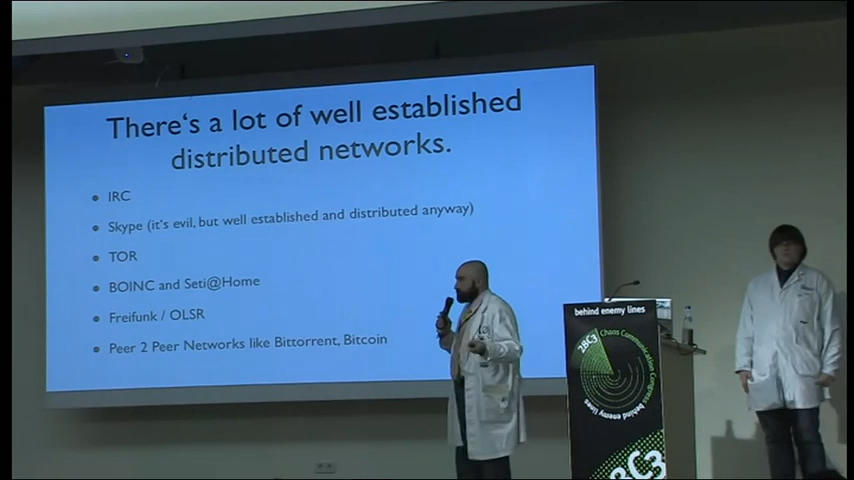 There's a lot of well established
distributed networks.
IRC
Skype (it's evil, but well established and distributed anyway)
TOR
BOINC and Seti@Home
Freifunk / OLSR
Peer 2 Peer Networks like Bittorrent, Bitcoin
behind enemy lines
28C3
Chaos Communication Congress
behind enemy lines
28C3